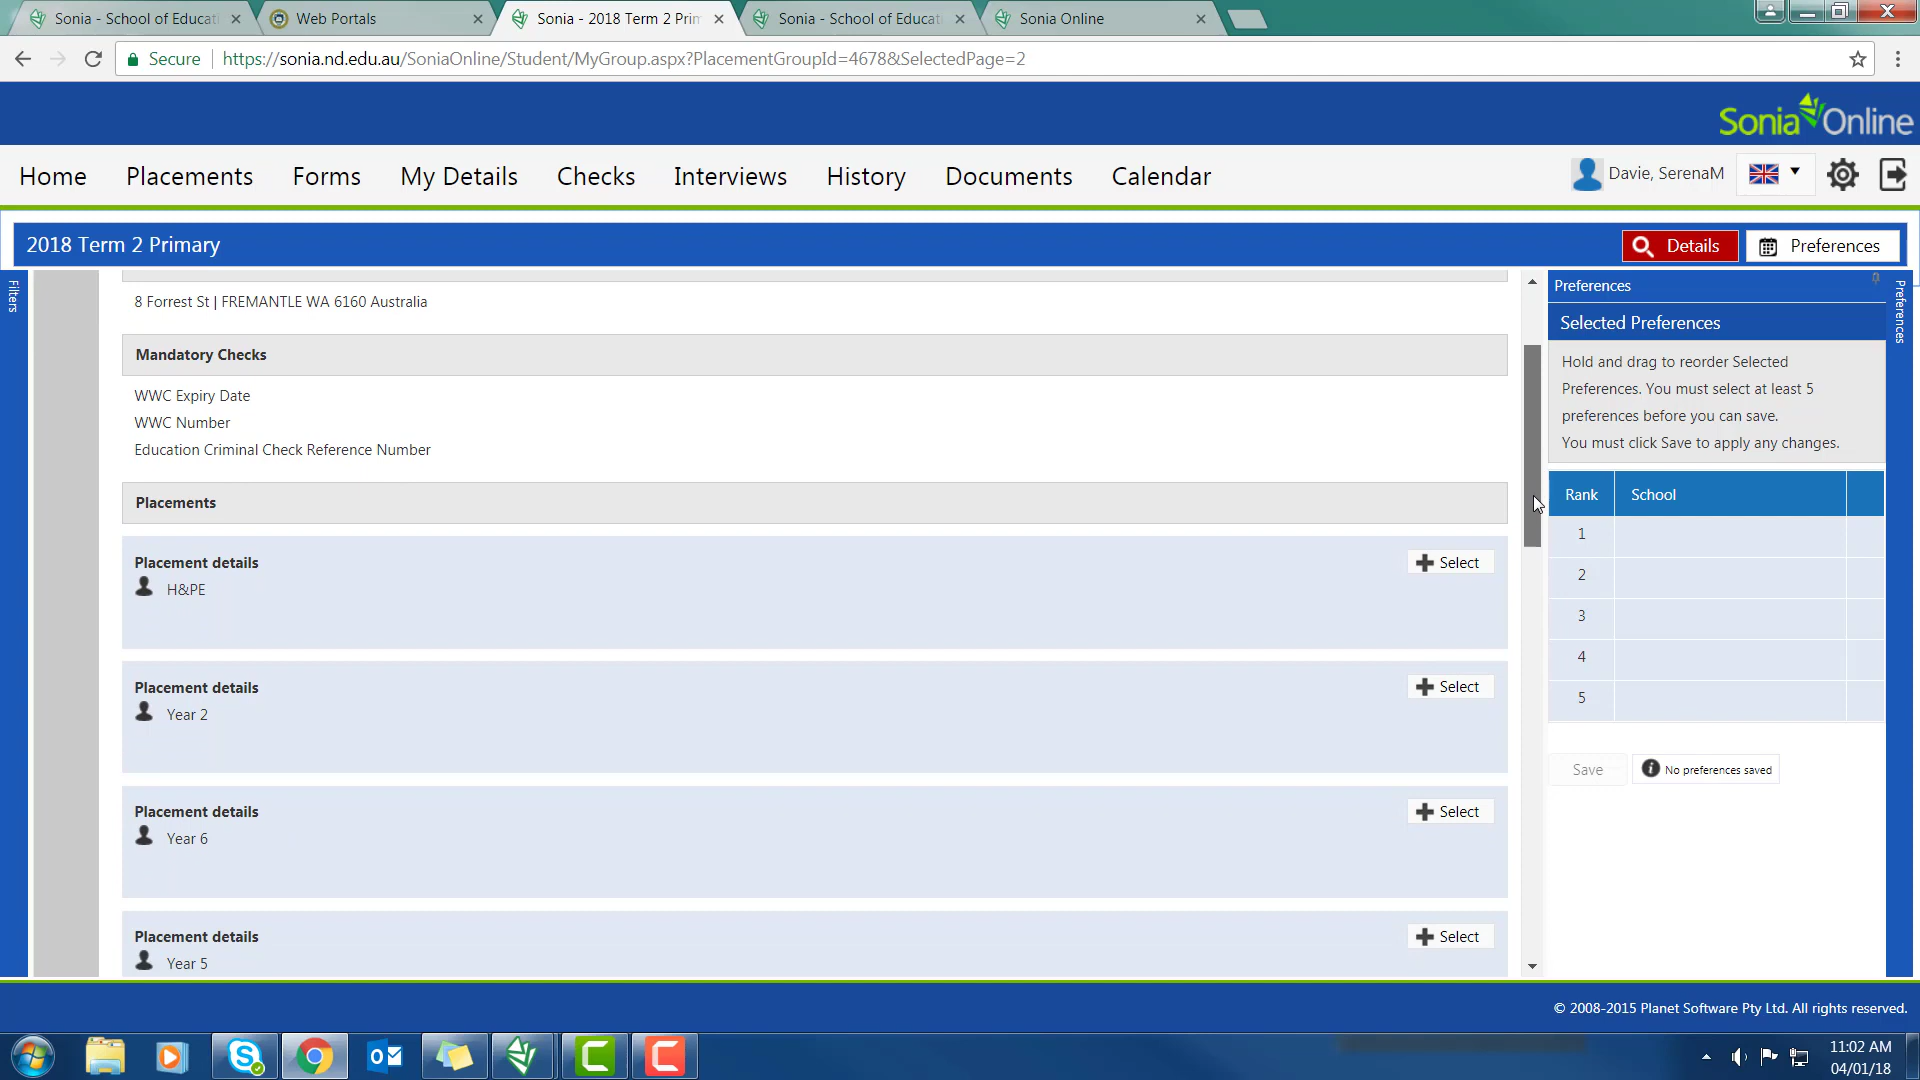 Sonia - School of Educati
Web Portals
Sonia - 2018 Term 2 Prim
Sonia - School of Educat
Sonia Online
Secure
https://sonia.nd.edu.au/SoniaOnline/Student/MyGroup.aspx?PlacementGroupId=4678&SelectedPage=2
Sonia Online
Home
Placements
Forms
My Details
Checks
Interviews
History
Documents
Calendar
Davie, SerenaM
2018 Term 2 Primary
Details
Preferences
Filters
8 Forrest St | FREMANTLE WA 6160 Australia
Mandatory Checks
WWC Expiry Date
WWC Number
Education Criminal Check Reference Number
Placements
Placement details
Select
H&PE
Placement details
Select
Year 2
Placement details
Select
Year 6
Placement details
Select
Year 5
Preferences
Selected Preferences
Hold and drag to reorder Selected
Preferences. You must select at least 5
preferences before you can save.
You must click Save to apply any changes.
Rank School
1
2
3
4
5
Save
No preferences saved
Preferences
© 2008-2015 Planet Software Pty Ltd. All rights reserved.
11:02 AM
04/01/18